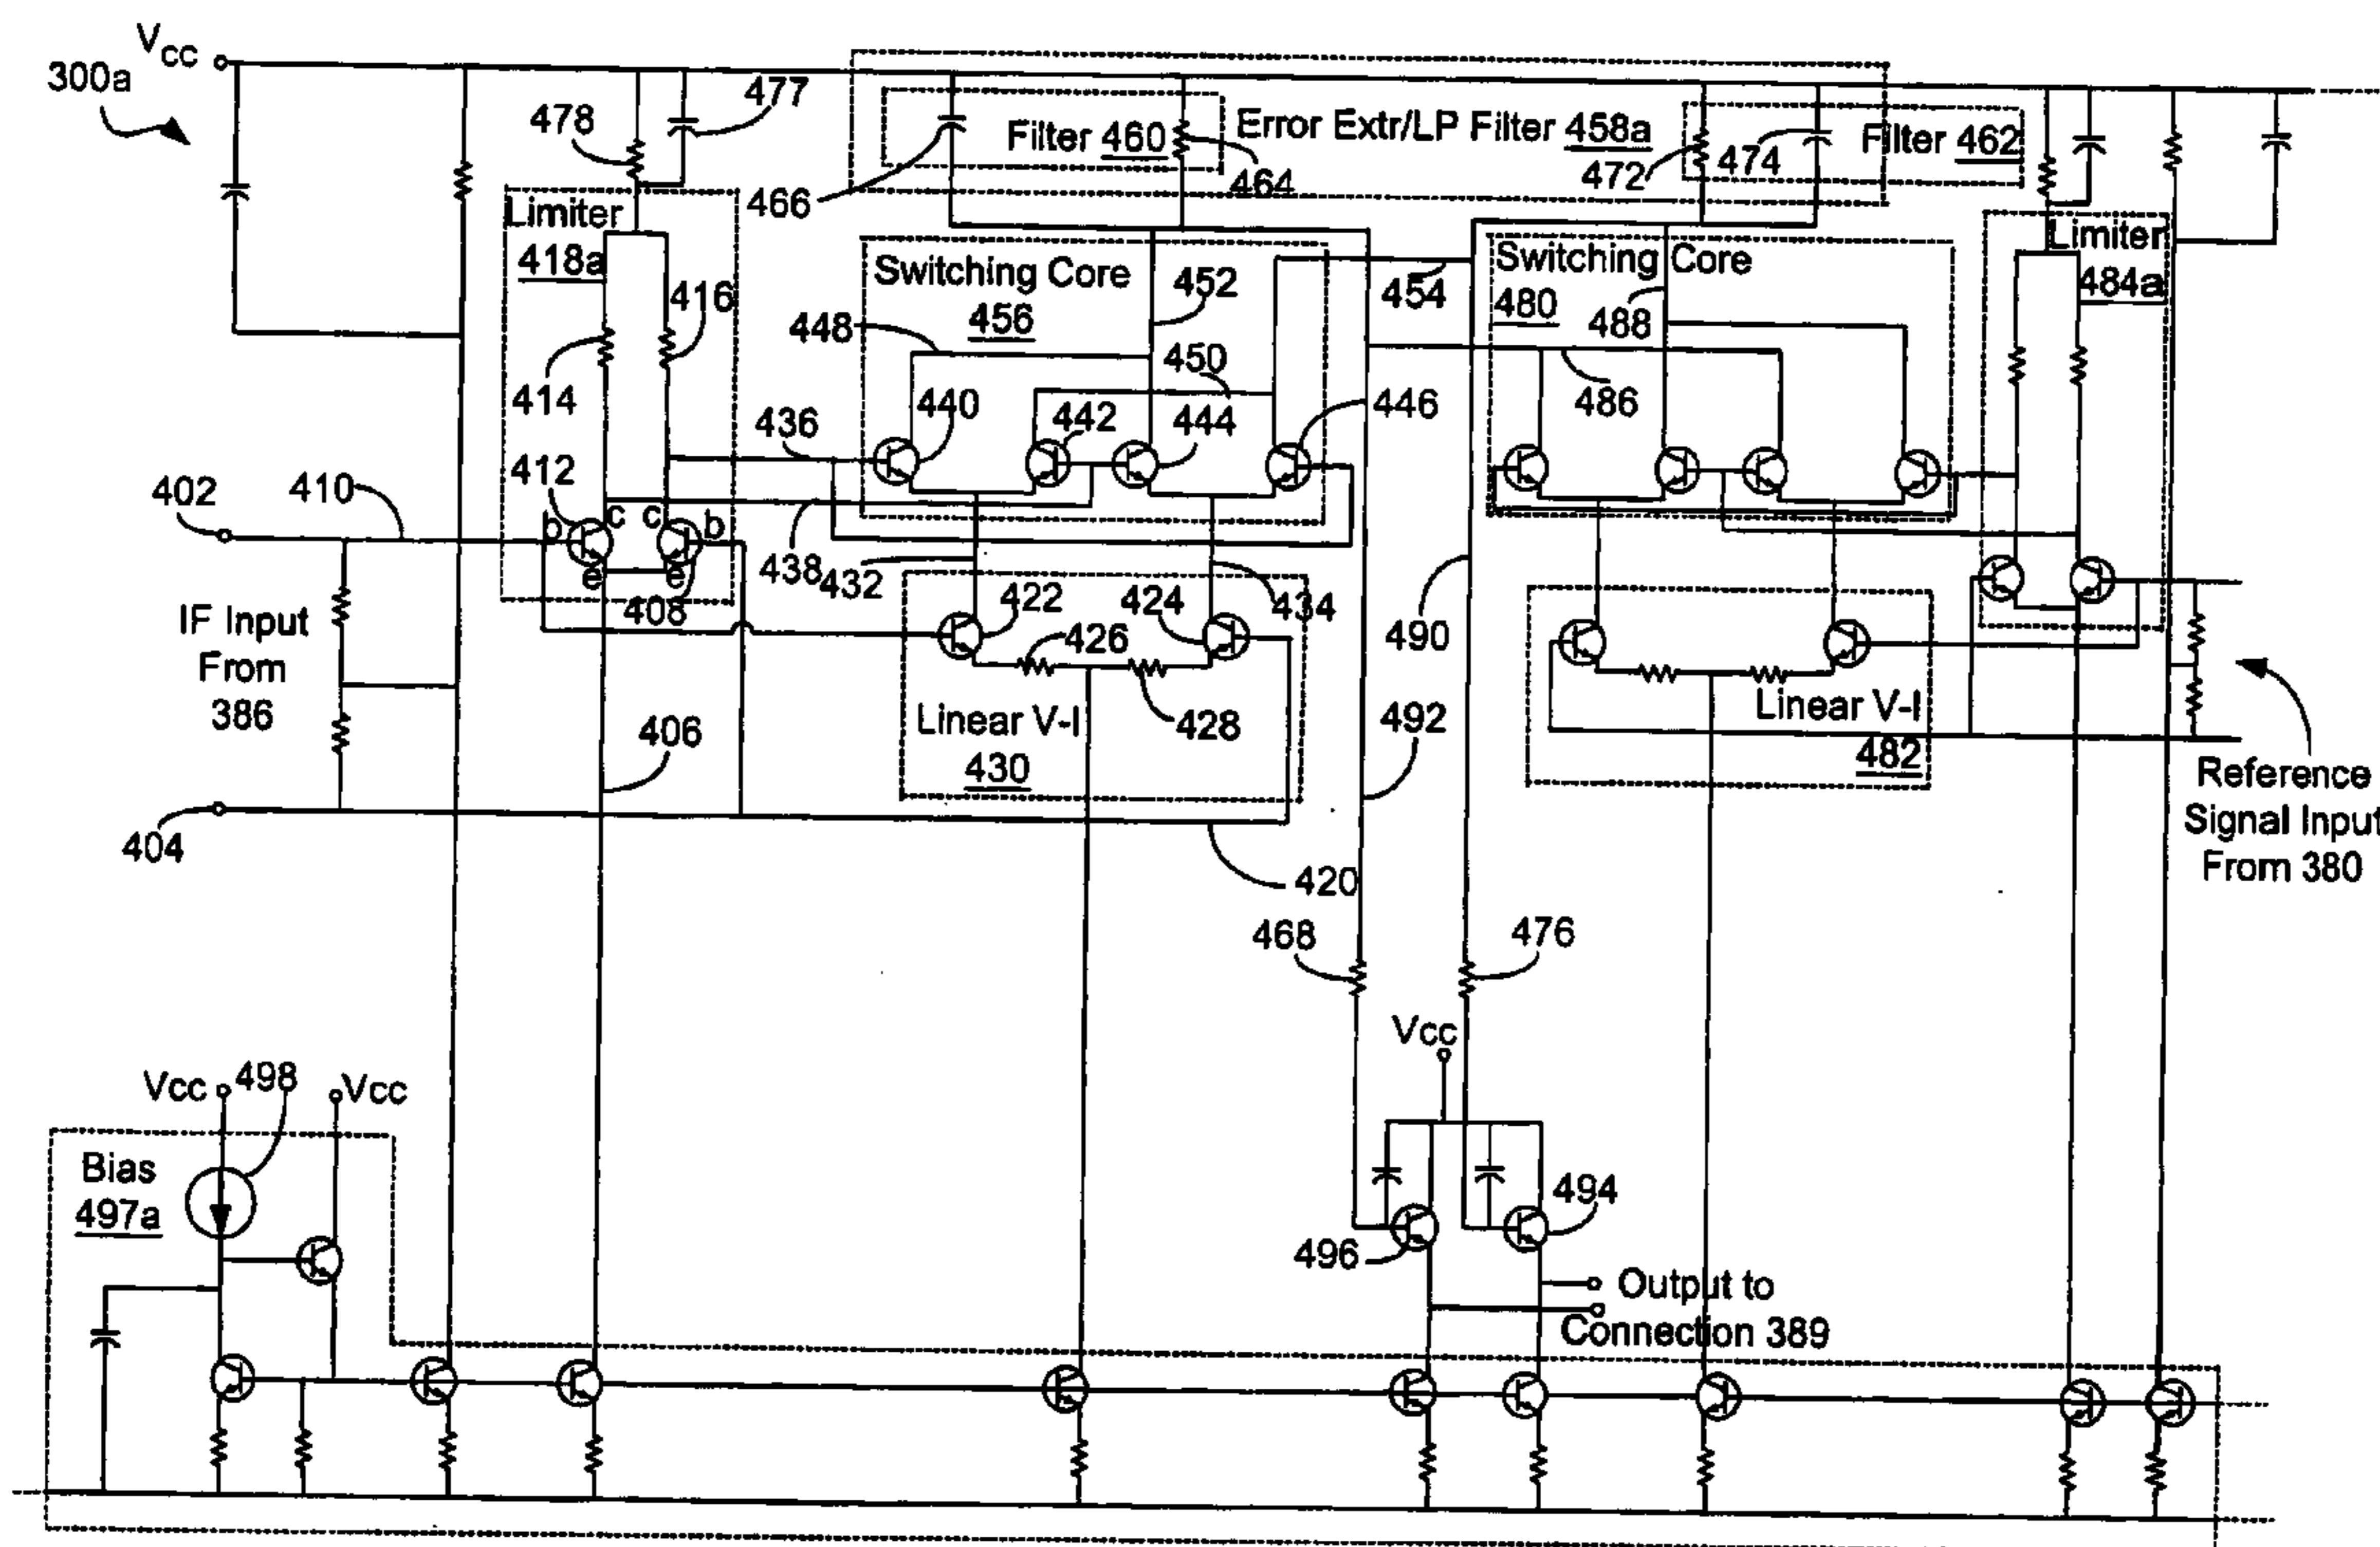 Vcc
300a
478
477
Filter 460
Error Extr/LP Filter 458a
464
466
472
474
Filter 462
Limiter
418a
416
414
412
Switching Core
456
448
452
450
454
440
442
444
446
436
Switching Core
480
488
486
Limiter
484a
402
410
b
c
c
b
e
e
408
438
432
434
422
424
426
428
Linear V-I
430
490
492
Linear V-I
482
IF Input
From
386
406
404
420
Reference
Signal Input
From 380
468
476
Vcc
Vcc
498
Vcc
Bias
497a
494
496
Output to
Connection 389